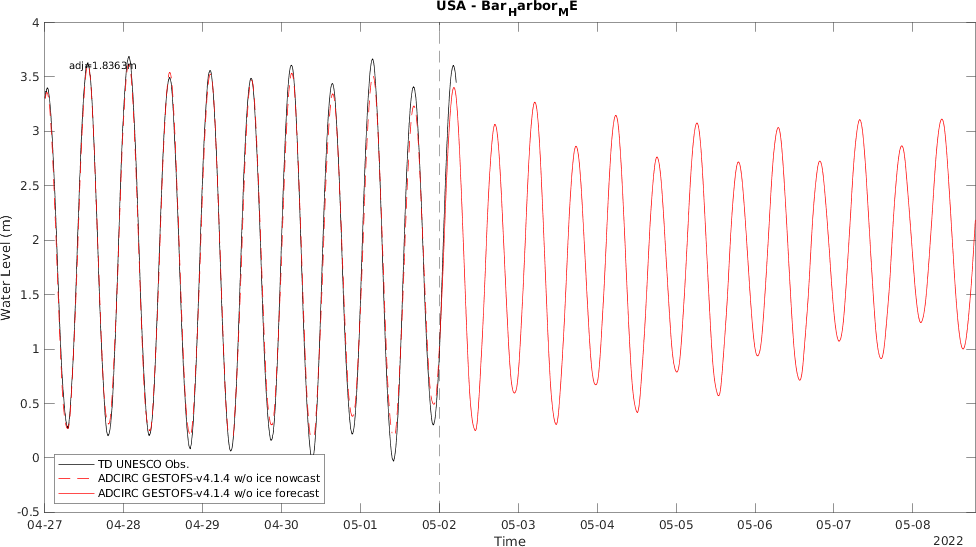 USA - Bar_Harbor_ME
4
adj=1.8363m
3.5
3
2.5
2
1.5
1
0.5
0
-0.5
Water Level (m)
TD UNESCO Obs.
ADCIRC GESTOFS-v4.1.4 w/o ice nowcast
ADCIRC GESTOFS-v4.1.4 w/o ice forecast
04-27 04-28 04-29 04-30 05-01 05-02 05-03 05-04 05-05 05-06 05-07 05-08
Time
2022